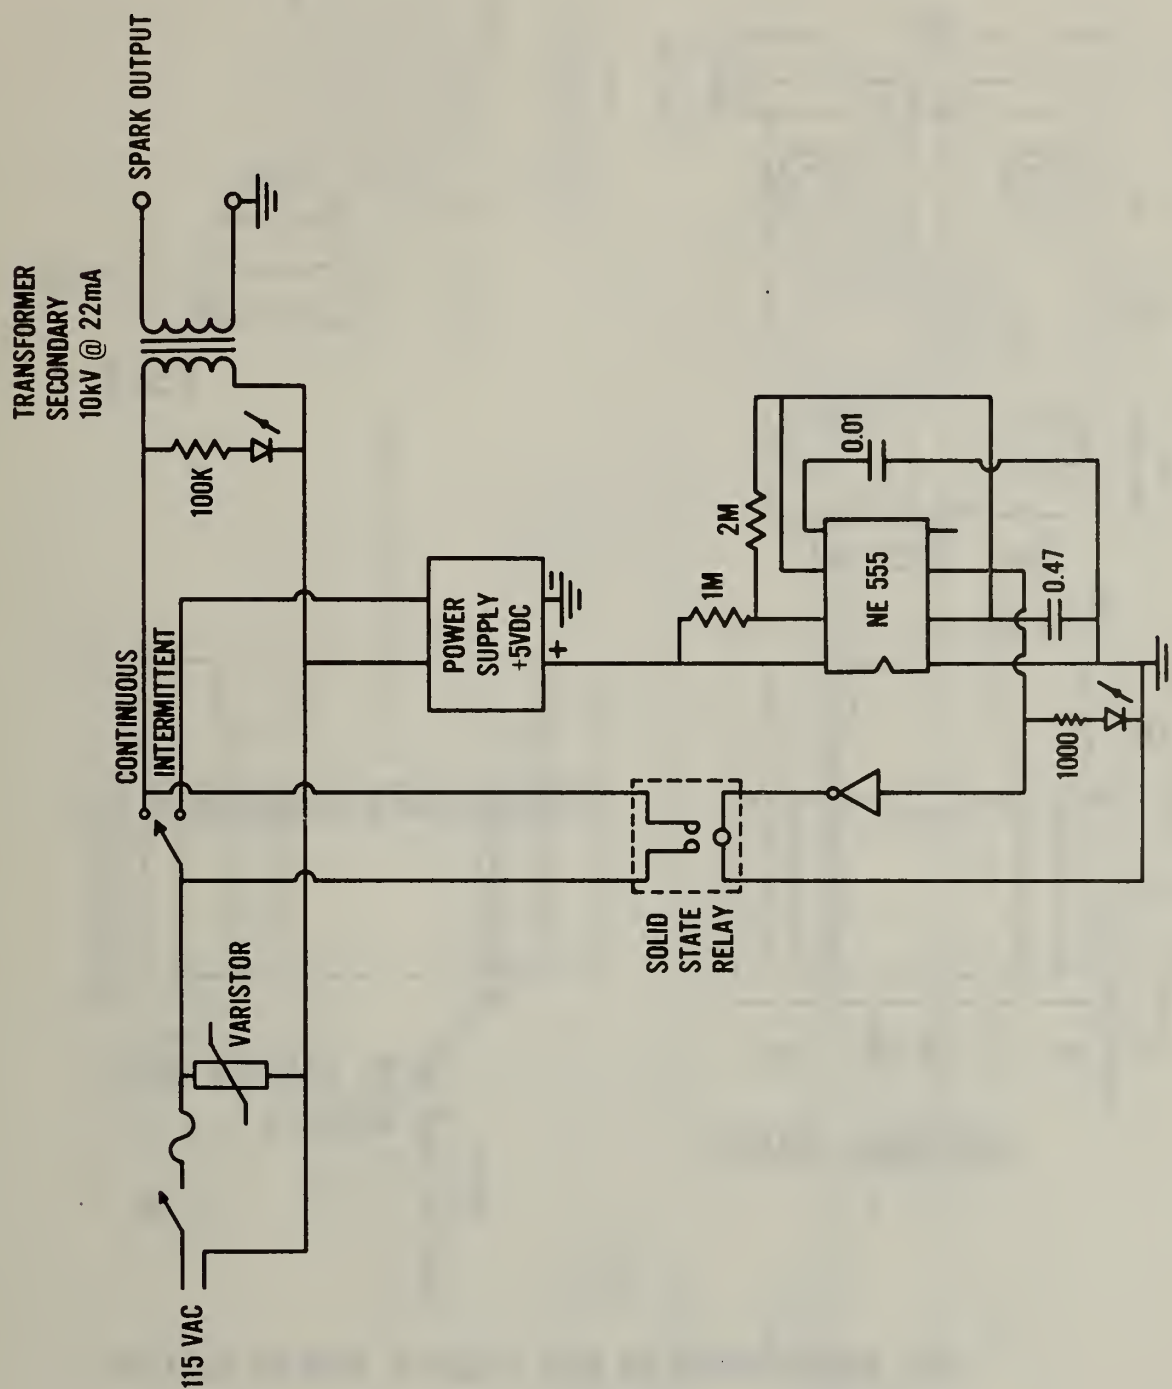 TRANSFORMER
SECONDARY
10kV @ 22mA
SPARK OUTPUT
115 VAC
VARISTOR
CONTINUOUS
INTERMITTENT
100K
POWER
SUPPLY
+5VDC
+
=
SOLID
STATE
RELAY
1M
2M
0.01
NE 555
0.47
1000